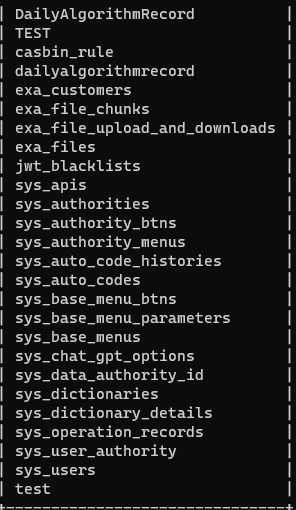 | DailyAlgorithmRecord |
| TEST |
| casbin_rule |
| dailyalgorithmrecord |
| exa_customers |
| exa_file_chunks |
| exa_file_upload_and_downloads |
| exa_files |
| jwt_blacklists |
| sys_apis |
| sys_authorities |
| sys_authority_btns |
| sys_authority_menus |
| sys_auto_code_histories |
| sys_auto_codes |
| sys_base_menu_btns |
| sys_base_menu_parameters |
| sys_base_menus |
| sys_chat_gpt_options |
| sys_data_authority_id |
| sys_dictionaries |
| sys_dictionary_details |
| sys_operation_records |
| sys_user_authority |
| sys_users |
| test |
+-------------------------------+